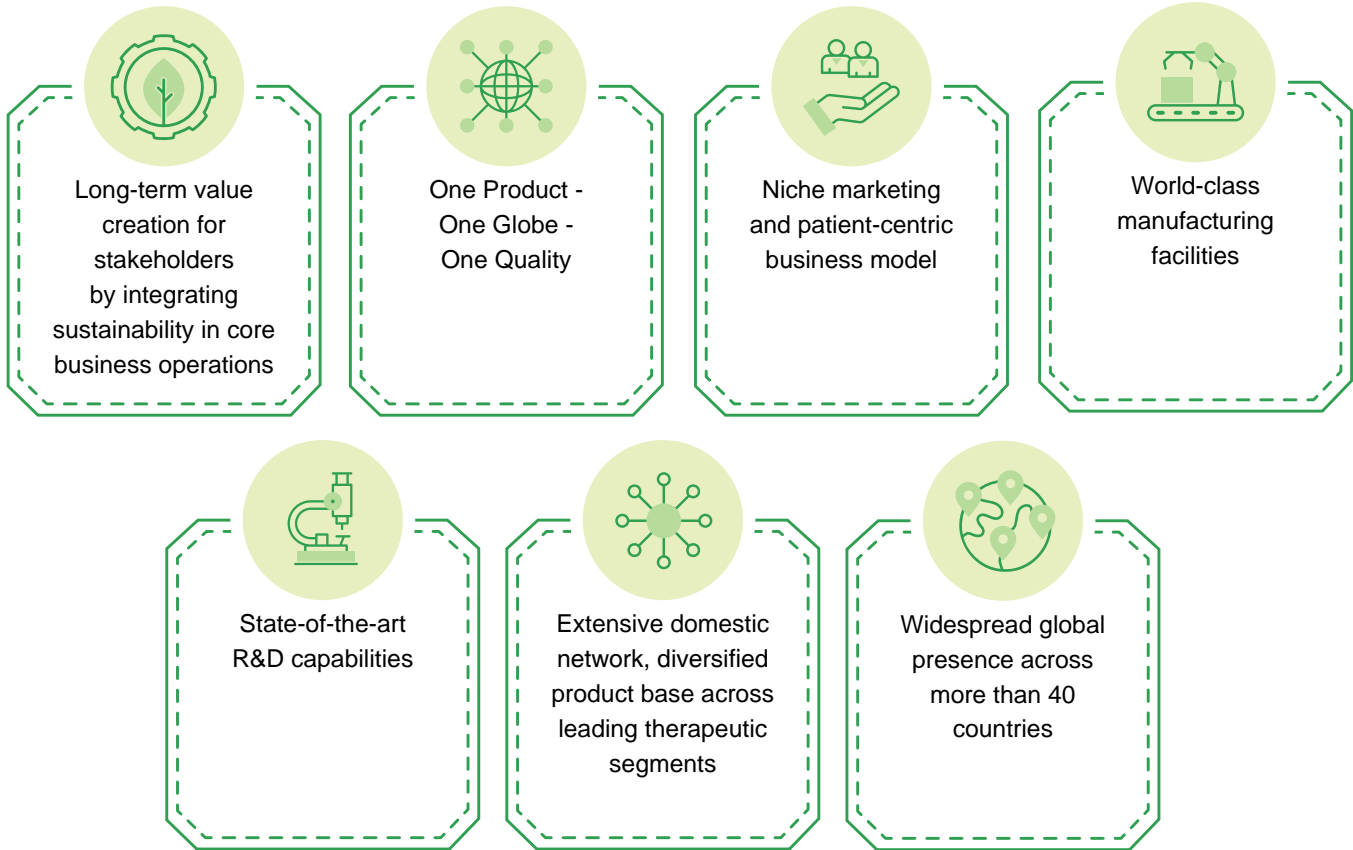 Long-term value
creation for
stakeholders
by integrating
sustainability in core
business operations
One Product -
One Globe -
One Quality
Niche marketing
and patient-centric
business model
World-class
manufacturing
facilities
State-of-the-art
R&D capabilities
Extensive domestic
network, diversified
product base across
leading therapeutic
segments
Widespread global
presence across
more than 40
countries